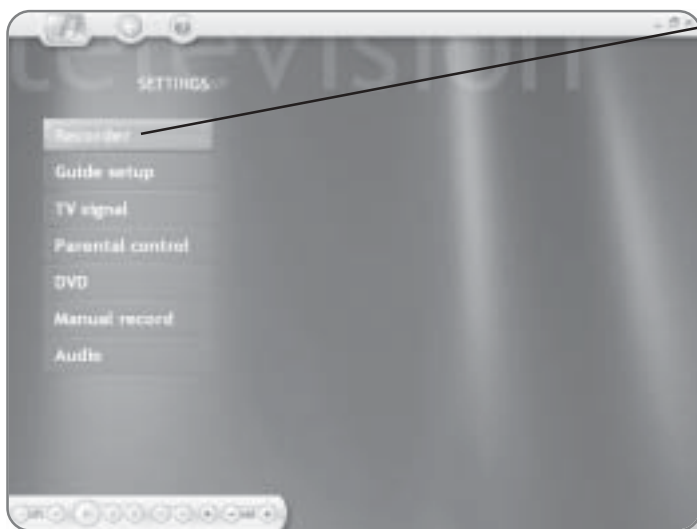 television
SETTINGS
Recorder
Guide setup
TV signal
Parental control
DVD
Manual record
Audio